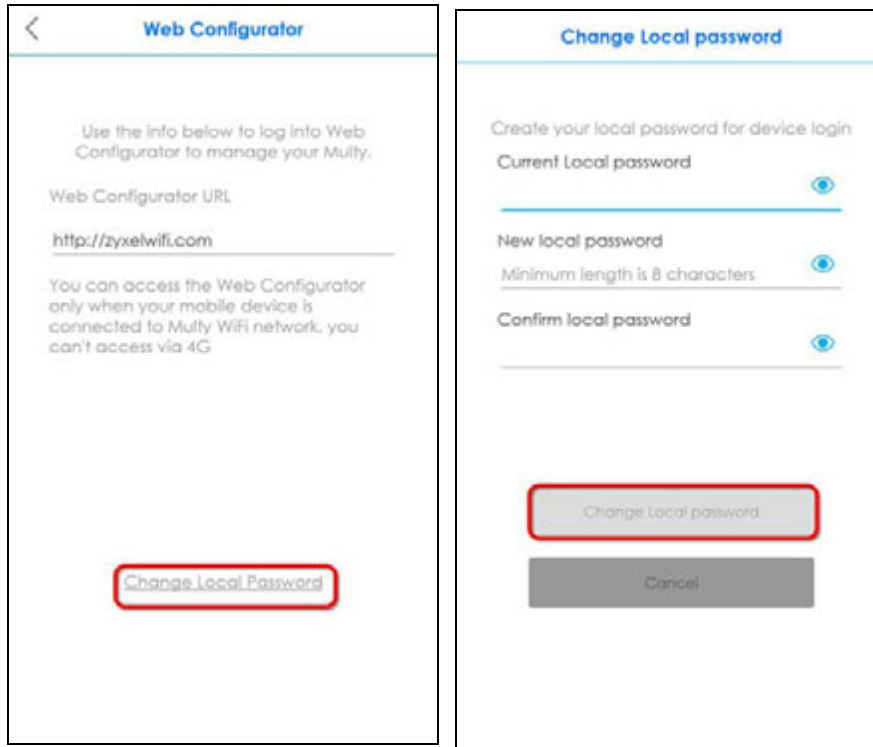 Web Configurator
Use the info below to log into Web
Configurator to manage your Multy.
Web Configurator URL
http://zyxelwifi.com
You can access the Web Configurator
only when your mobile device is
connected to Multy WiFi network, you
can't access via 4G
Change Local Password
Change Local password
Create your local password for device login
Current Local password
New local password
Minimum length is 8 characters
Confirm local password
Change Local password
Cancel